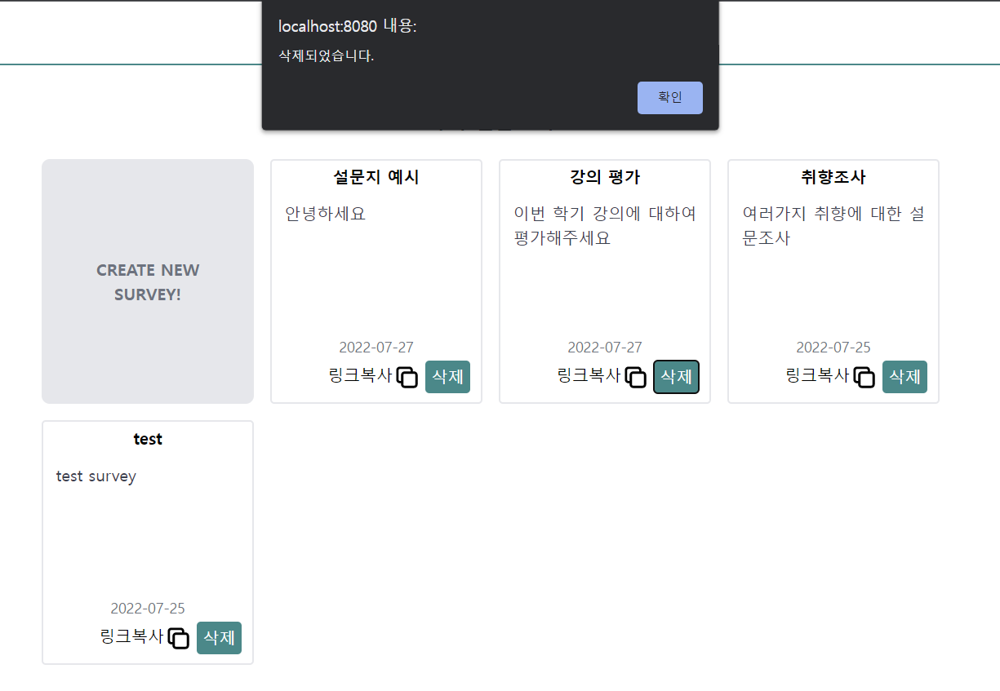 localhost:8080 내용:
삭제되었습니다.
확인
CREATE NEW
SURVEY!
설문지 예시
안녕하세요
2022-07-27
링크복사 삭제
강의 평가
이번 학기 강의에 대하여
평가해주세요
2022-07-27
링크복사 삭제
취향조사
여러가지 취향에 대한 설
문조사
2022-07-25
링크복사 삭제
test
test survey
2022-07-25
링크복사 삭제